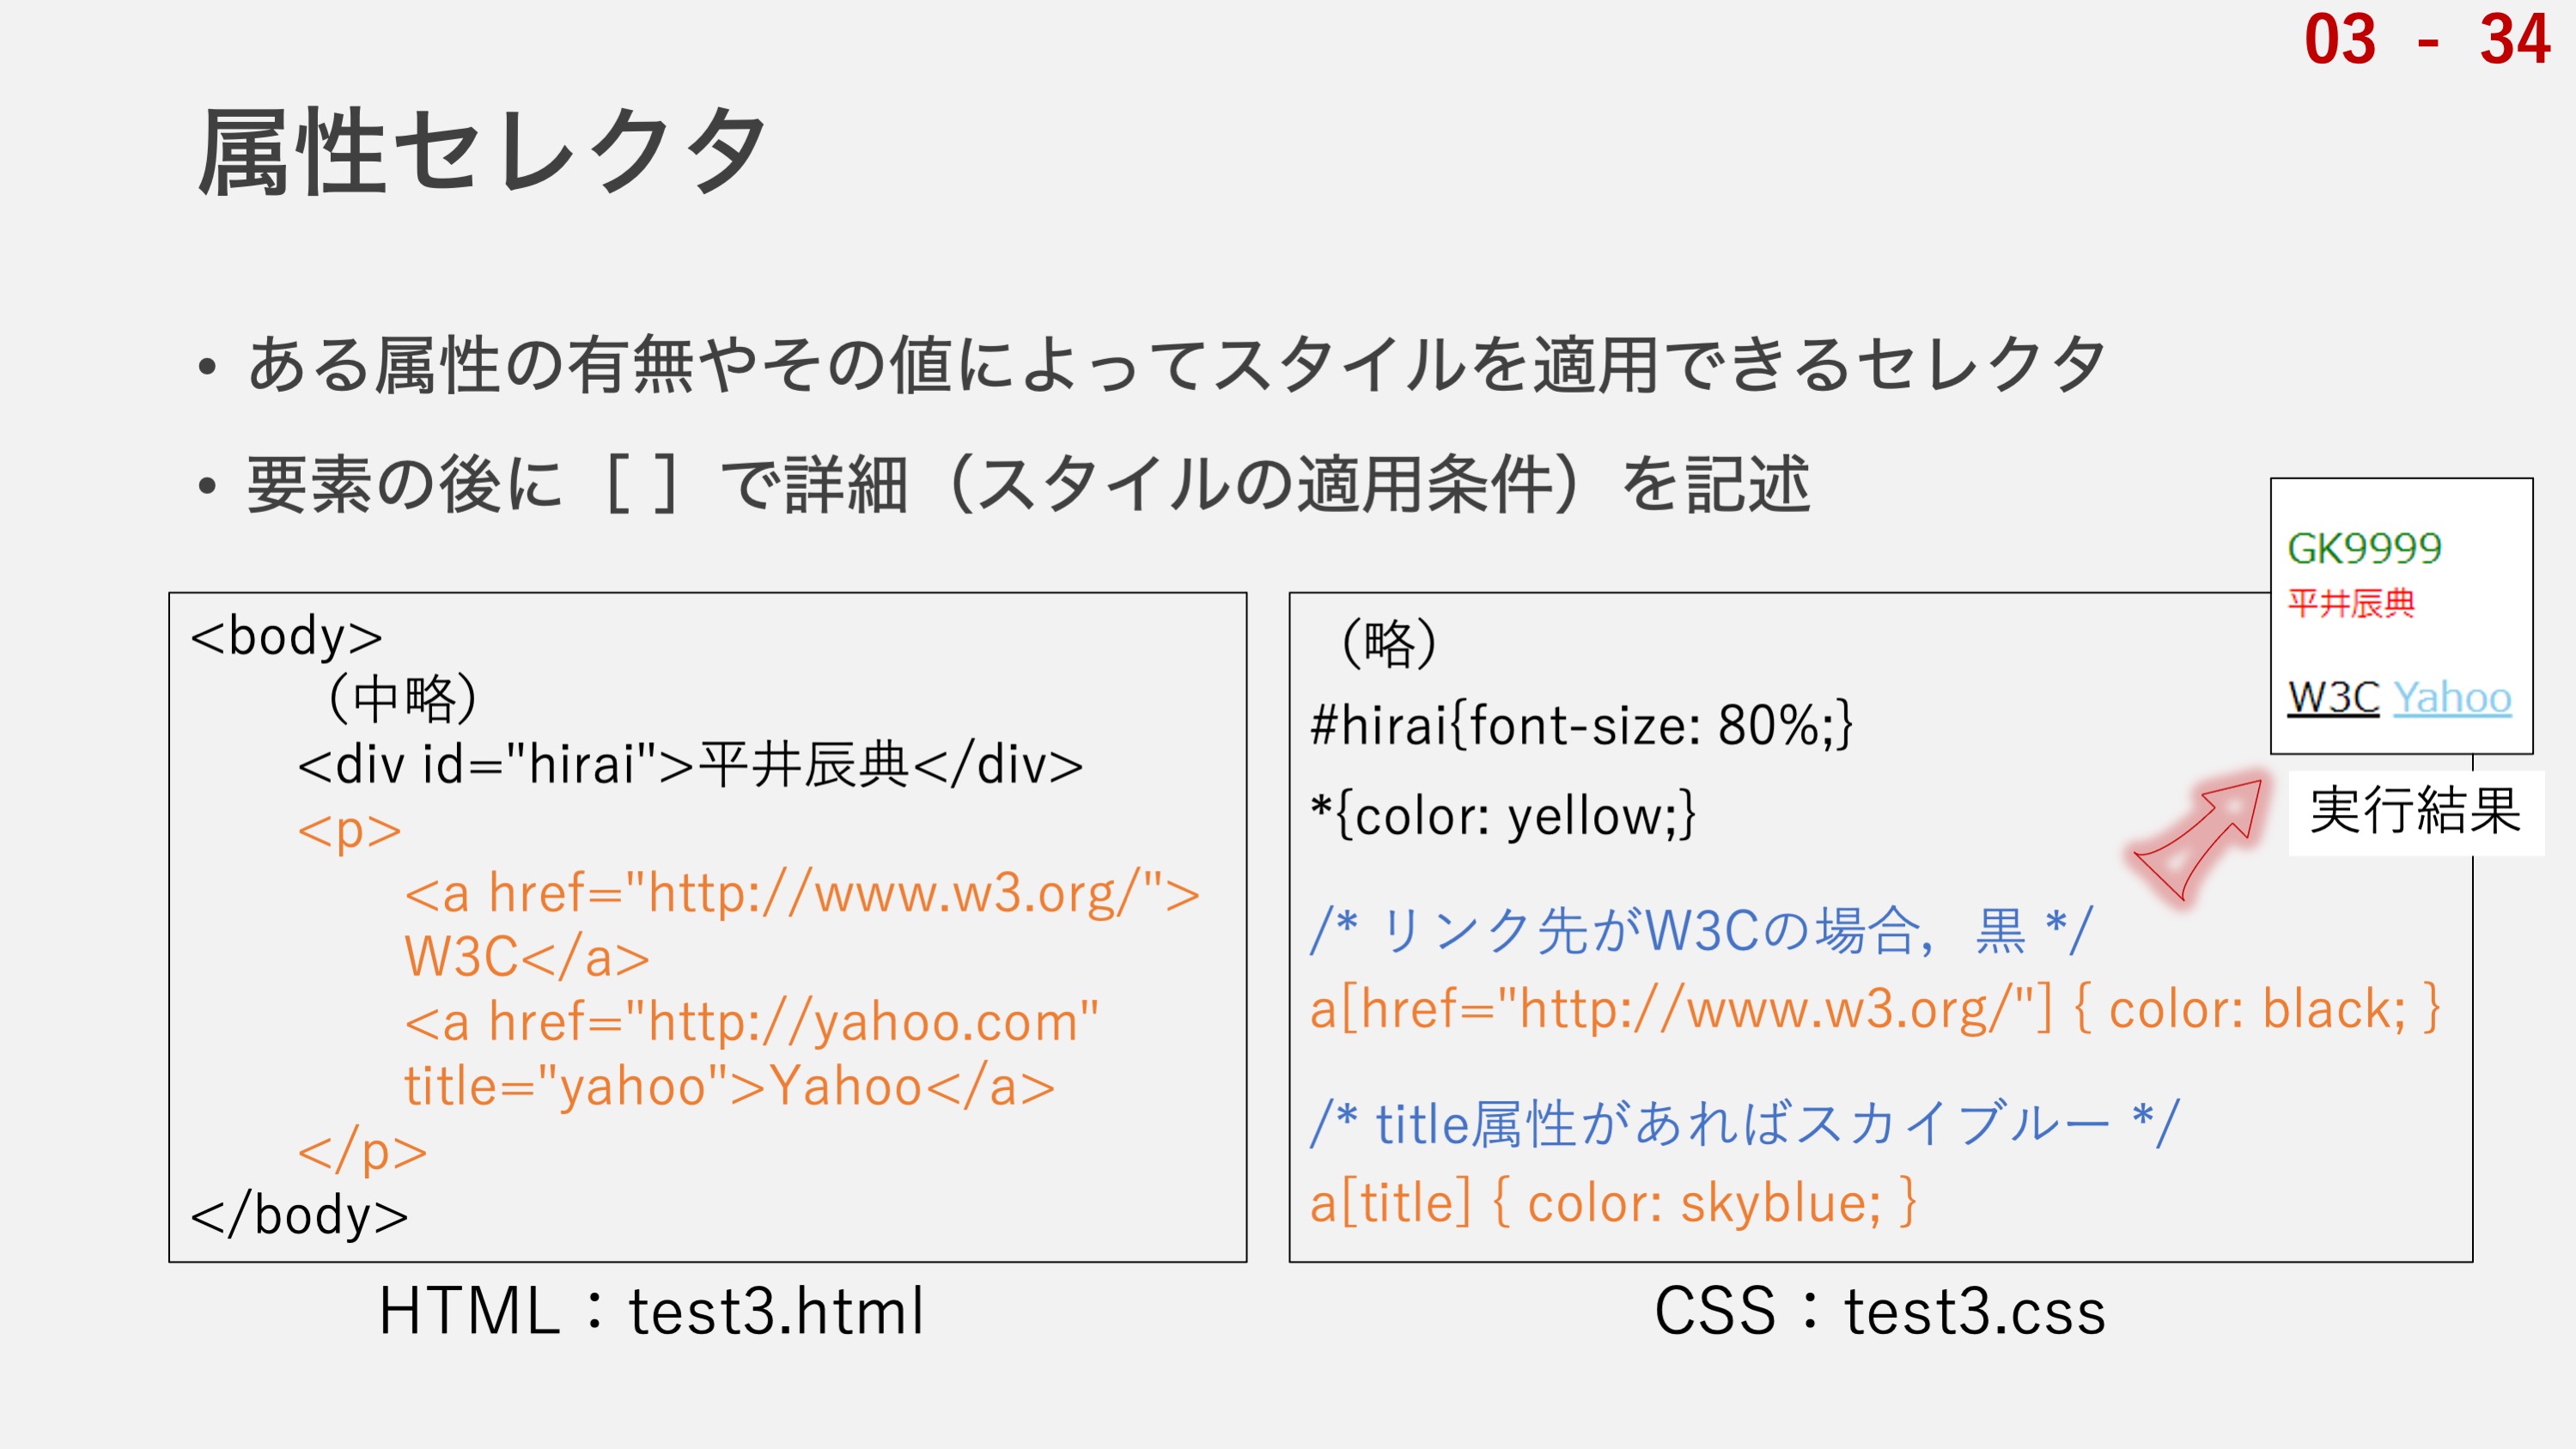 03 - 34
属性セレクタ
• ある属性の有無やその値によってスタイルを適用できるセレクタ
• 要素の後に［ ］で詳細（スタイルの適用条件）を記述
<body>
（中略）
<div id="hirai">平井辰典</div>
<p>
<a href="http://www.w3.org/">
W3C</a>
<a href="http://yahoo.com"
title="yahoo">Yahoo</a>
</p>
</body>
HTML：test3.html
（略）
#hirai{font-size: 80%;}
*{color: yellow;}
/* リンク先がW3Cの場合，黒 */
a[href="http://www.w3.org/"] { color: black; }
/* title属性があればスカイブルー */
a[title] { color: skyblue; }
CSS：test3.css
GK9999
平井辰典
W3C Yahoo
実行結果